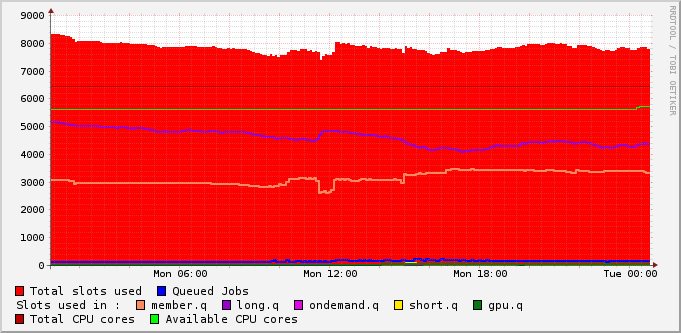 9000
8000
7000
6000
5000
4000
3000
2000
1000
0
Mon 06:00 Mon 12:00 Mon 18:00 Tue 00:00
Total slots used Queued Jobs
Slots used in : member.q long.q ondemand.q short.q gpu.q
Total CPU cores Available CPU cores
RRDTOOL / TOBI OETIKER